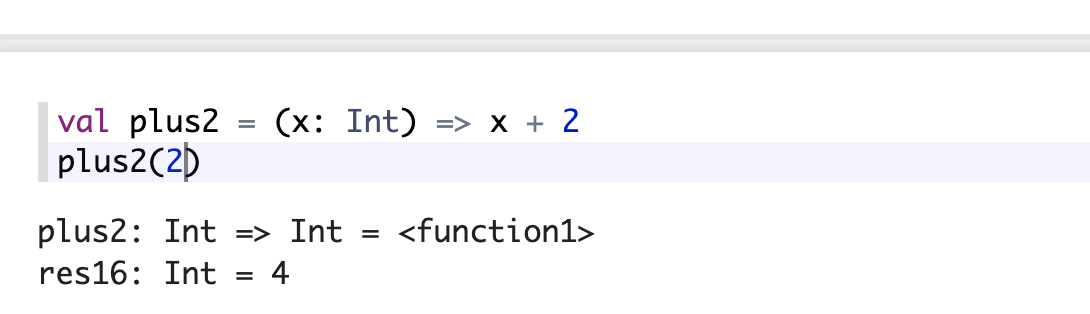 val plus2 = (x: Int) => x + 2
plus2(2)
plus2: Int => Int = <function1>
res16: Int = 4